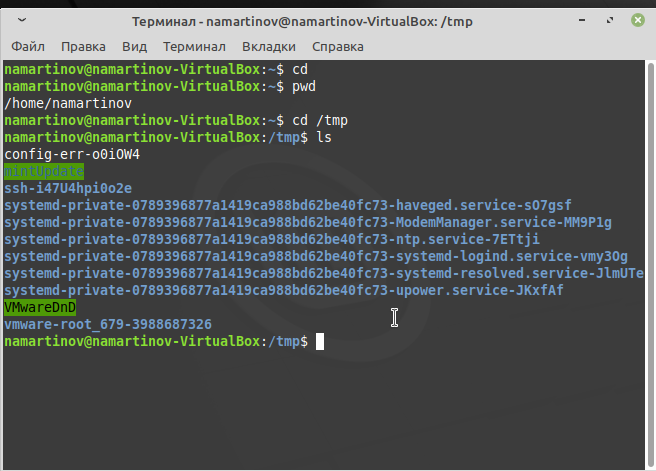 Терминал - namartinov@namartinov-VirtualBox: /tmp
Файл Правка Вид Терминал Вкладки Справка
namartinov@namartinov-VirtualBox:~$ cd
namartinov@namartinov-VirtualBox:~$ pwd
/home/namartinov
namartinov@namartinov-VirtualBox:~$ cd /tmp
namartinov@namartinov-VirtualBox:/tmp$ ls
config-err-o0iOW4
mintUpdate
ssh-i47U4hpi0o2e
systemd-private-0789396877a1419ca988bd62be40fc73-haveged.service-sO7gsf
systemd-private-0789396877a1419ca988bd62be40fc73-ModemManager.service-MM9P1g
systemd-private-0789396877a1419ca988bd62be40fc73-ntp.service-7ETtji
systemd-private-0789396877a1419ca988bd62be40fc73-systemd-logind.service-vmy3Og
systemd-private-0789396877a1419ca988bd62be40fc73-systemd-resolved.service-JlmUTe
systemd-private-0789396877a1419ca988bd62be40fc73-upower.service-JKxfAf
VMwareDnD
vmware-root_679-3988687326
namartinov@namartinov-VirtualBox:/tmp$